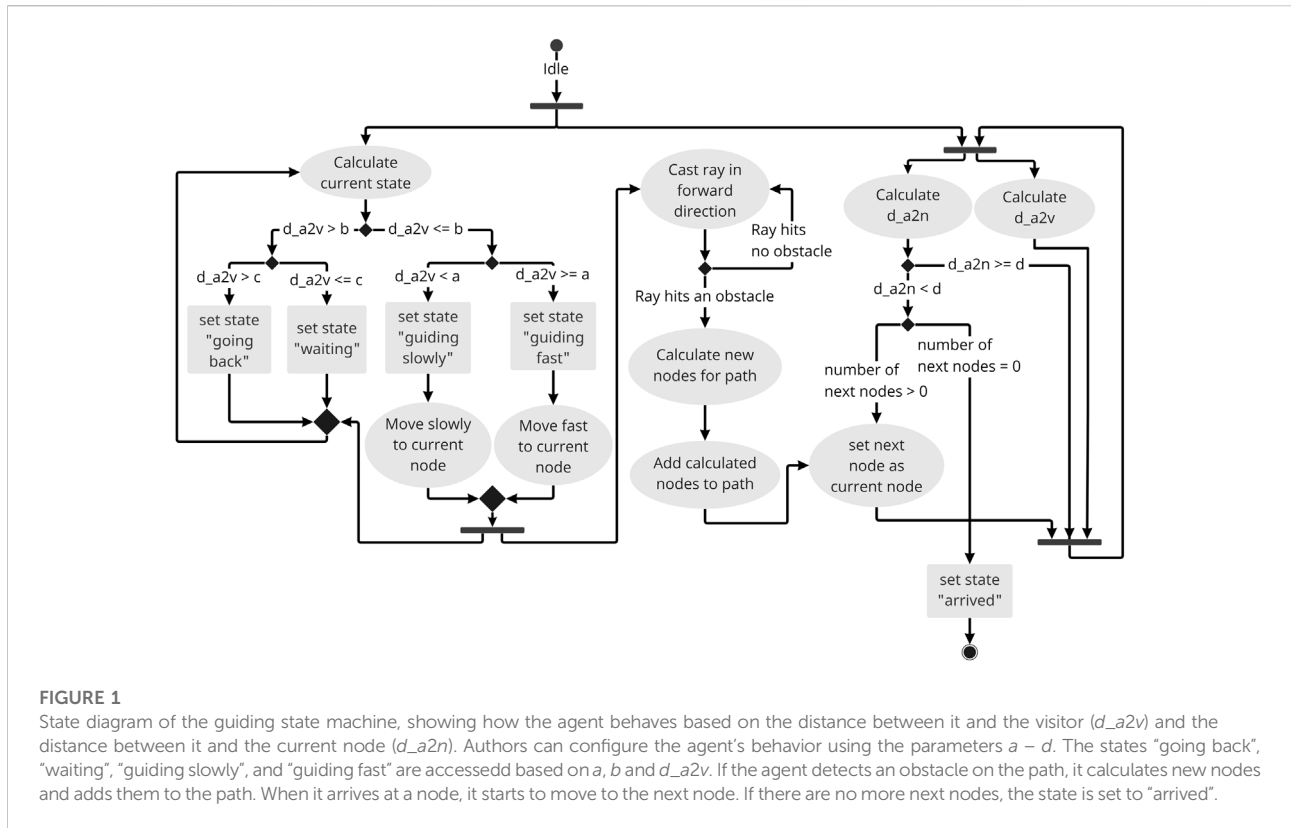 Idle
Calculate
current state
d_a2v > b
d_a2v <= b
d_a2v > c
d_a2v <= c
d_a2v < a
d_a2v >= a
set state
"going
back"
set state
"waiting"
set state
"guiding
slowly"
set state
"guiding
fast"
Move slowly
to current
node
Move fast
to current
node
Cast ray in
forward
direction
Ray hits
no obstacle
Ray hits an obstacle
Calculate new
nodes for path
Add calculated
nodes to path
Calculate
d_a2n
Calculate
d_a2v
d_a2n >= d
d_a2n < d
number of
next nodes = 0
number of
next nodes > 0
set next
node as
current node
set state
"arrived"
FIGURE 1
State diagram of the guiding state machine, showing how the agent behaves based on the distance between it and the visitor (d_a2v) and the
distance between it and the current node (d_a2n). Authors can configure the agent's behavior using the parameters a – d. The states "going back",
"waiting", "guiding slowly", and "guiding fast" are accessedd based on a, b and d_a2v. If the agent detects an obstacle on the path, it calculates new nodes
and adds them to the path. When it arrives at a node, it starts to move to the next node. If there are no more next nodes, the state is set to "arrived".